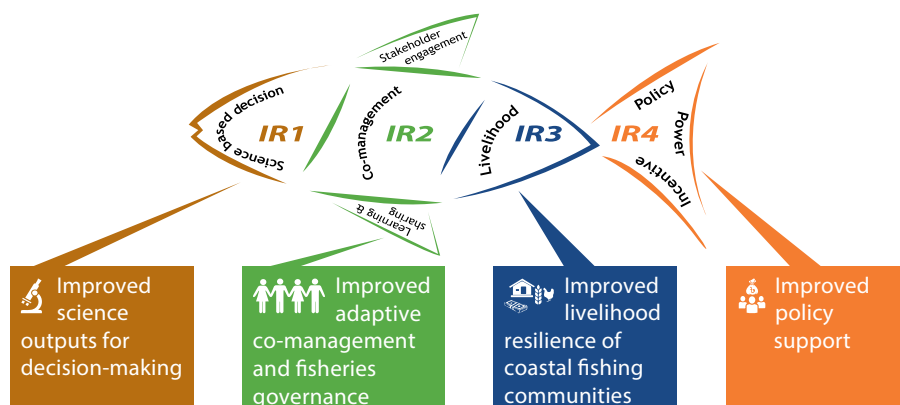 Stakeholder
engagement
Science based decision
IR1
Co-management
IR2
Livelihood
IR3
IR4
Policy
Power
Incentive
Learning &
sharing
Improved
science
outputs for
decision-making
Improved
adaptive
co-management
and fisheries
governance
Improved
livelihood
resilience of
coastal fishing
communities
Improved
policy
support